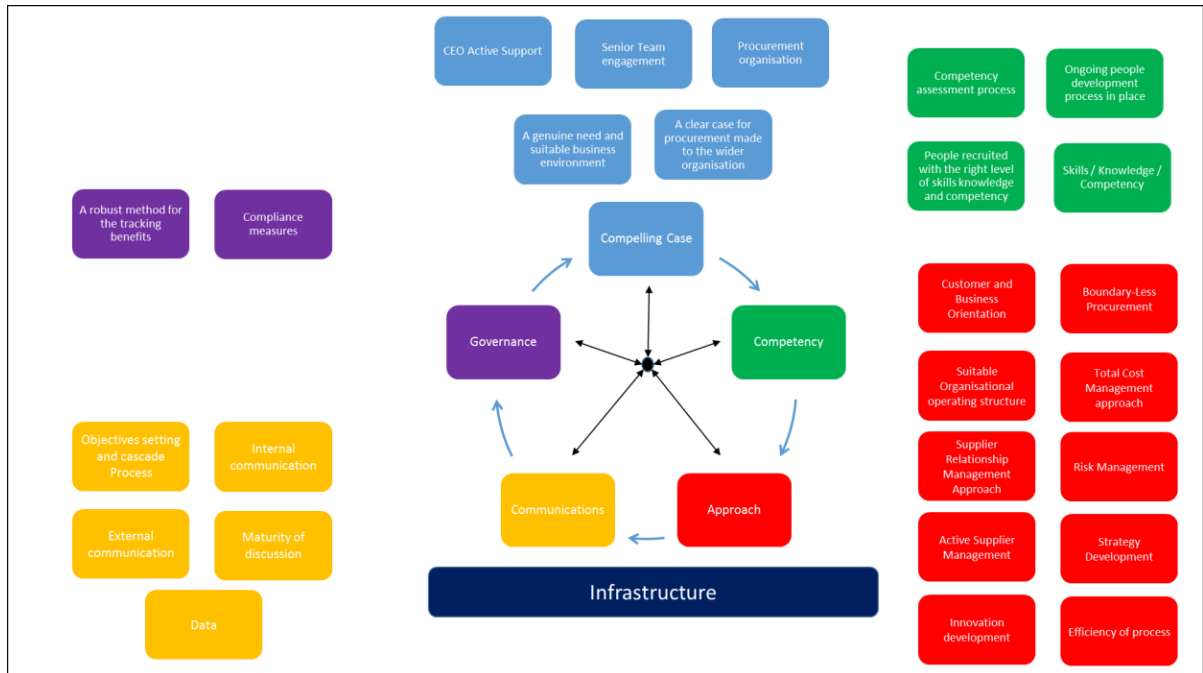 CEO Active Support
Senior Team
engagement
Procurement
organisation
A genuine need and
suitable business
environment
A clear case for
procurement made
to the wider
organisation
Competency
assessment process
Ongoing people
development
process in place
People recruited
with the right level
of skills knowledge
and competency
Skills / Knowledge /
Competency
A robust method for
the tracking
benefits
Compliance
measures
Compelling Case
Governance
Competency
Communications
Approach
Infrastructure
Customer and
Business
Orientation
Boundary-Less
Procurement
Suitable
Organisational
operating structure
Total Cost
Management
approach
Supplier
Relationship
Management
Approach
Risk Management
Active Supplier
Management
Strategy
Development
Innovation
development
Efficiency of process
Objectives setting
and cascade
Process
Internal
communication
External
communication
Maturity of
discussion
Data